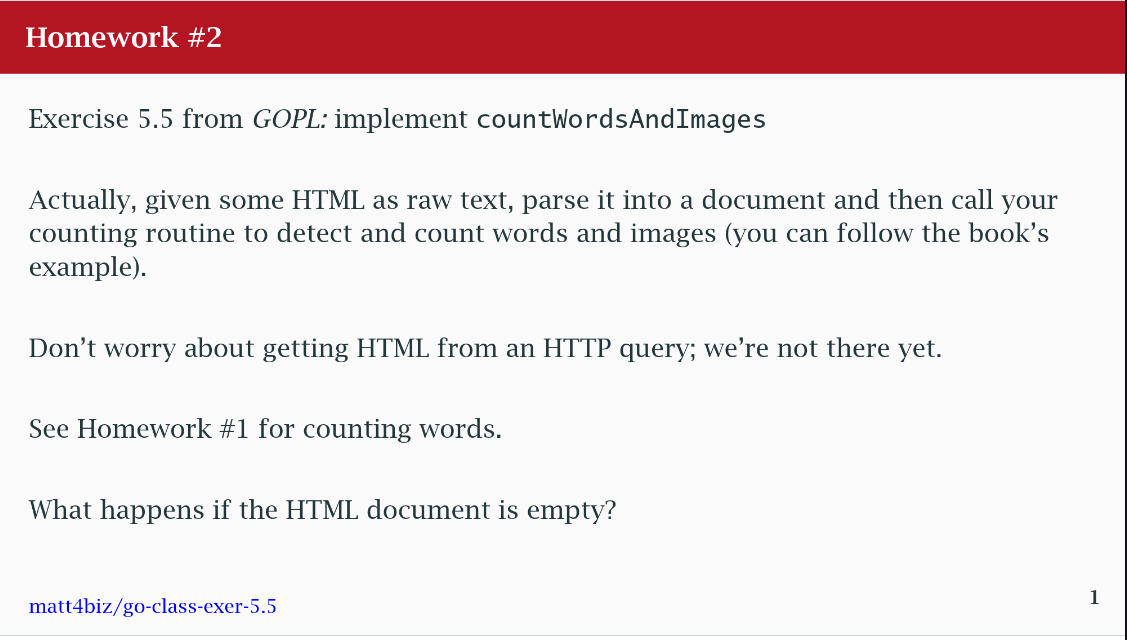 Homework #2
Exercise 5.5 from GOPL: implement countWordsAndImages
Actually, given some HTML as raw text, parse it into a document and then call your
counting routine to detect and count words and images (you can follow the book’s
example).
Don’t worry about getting HTML from an HTTP query; we’re not there yet.
See Homework #1 for counting words.
What happens if the HTML document is empty?
matt4biz/go-class-exer-5.5
1